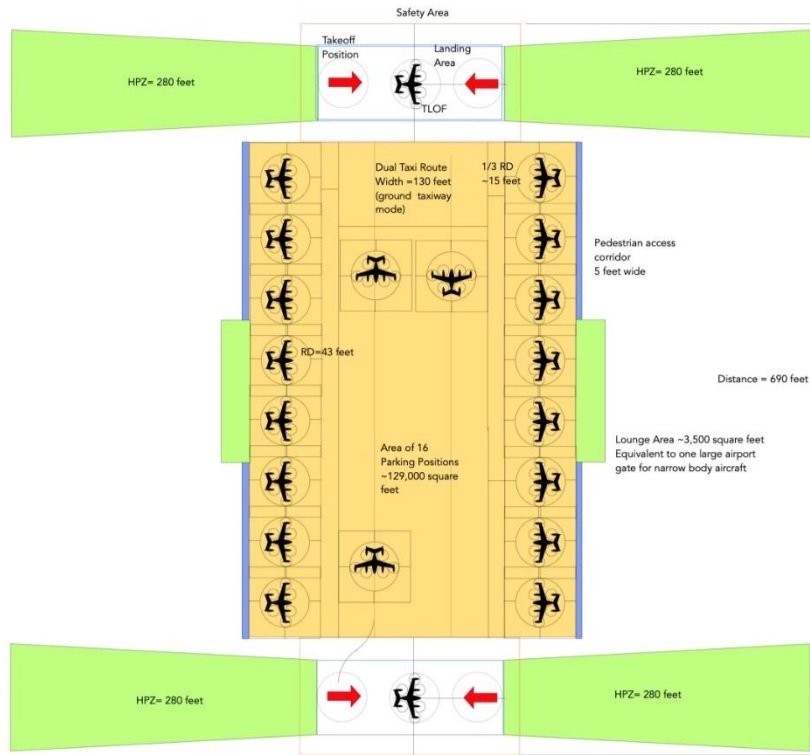 Safety Area
Takeoff
Position
Landing
Area
HPZ= 280 feet
HPZ= 280 feet
TLOF
Dual Taxi Route
Width =130 feet
(ground taxiway
mode)
1/3 RD
~15 feet
Pedestrian access
corridor
5 feet wide
RD=43 feet
Distance = 690 feet
Area of 16
Parking Positions
~129,000 square
feet
Lounge Area ~3,500 square feet
Equivalent to one large airport
gate for narrow body aircraft
HPZ= 280 feet
HPZ= 280 feet